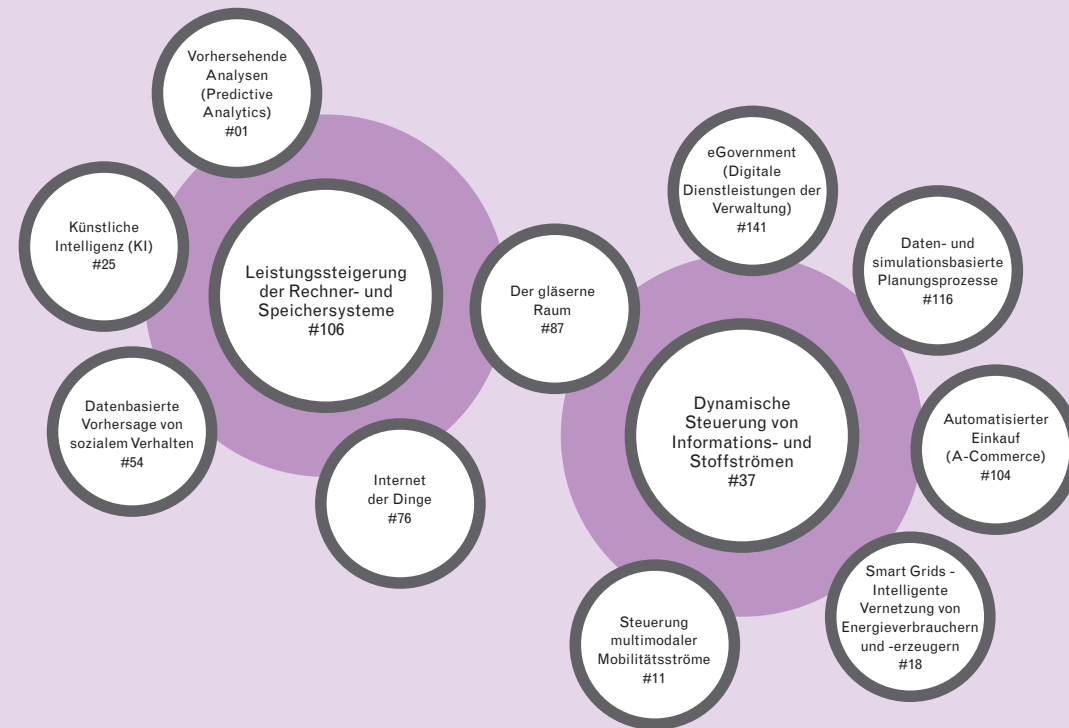 Vorhersehende
Analysen
(Predictive
Analytics)
#01
Künstliche
Intelligenz (KI)
#25
Leistungssteigerung
der Rechner- und
Speichersysteme
#106
Datenbasierte
Vorhersage von
sozialem Verhalten
#54
Internet
der Dinge
#76
Der gläserne
Raum
#87
eGovernment
(Digitale
Dienstleistungen der
Verwaltung)
#141
Daten- und
simulationsbasierte
Planungsprozesse
#116
Dynamische
Steuerung von
Informations- und
Stoffströmen
#37
Automatisierter
Einkauf
(A-Commerce)
#104
Smart Grids -
Intelligente
Vernetzung von
Energieverbrauchern
und -erzeugern
#18
Steuerung
multimodaler
Mobilitätsströme
#11